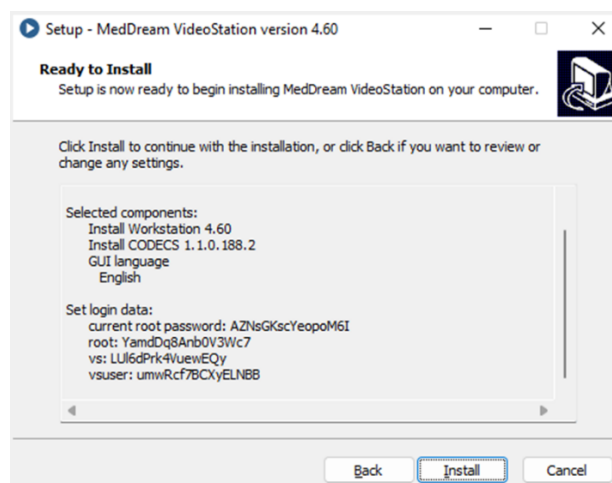 Setup - MedDream VideoStation version 4.60
Ready to Install
Setup is now ready to begin installing MedDream VideoStation on your computer.
Click Install to continue with the installation, or click Back if you want to review or
change any settings.
Selected components:
Install Workstation 4.60
Install CODECS 1.1.0.188.2
GUI language
English
Set login data:
current root password: AZNsGKscYeopoM6I
root: YamdDq8Anb0V3Wc7
vs: LUl6dPrk4VuewEQy
vsuser: umwRcf7BCXyELNBB
Back
Install
Cancel